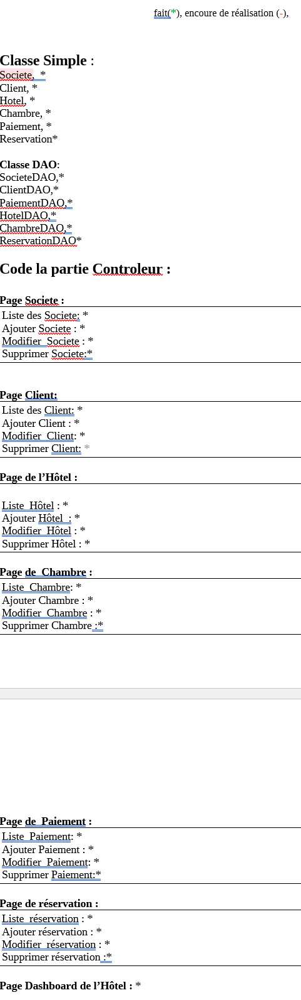 fait(*), encoure de réalisation (-),
Classe Simple :
Societe,  *
Client, *
Hotel, *
Chambre, *
Paiement, *
Reservation*
Classe DAO:
SocieteDAO,*
ClientDAO,*
PaiementDAO,*
HotelDAO,*
ChambreDAO,*
ReservationDAO*
Code la partie Controleur :
Page Societe :
Liste des Societe: *
Ajouter Societe : *
Modifier  Societe : *
Supprimer Societe:*
Page Client:
Liste des Client: *
Ajouter Client : *
Modifier  Client: *
Supprimer Client: *
Page de l’Hôtel :
Liste  Hôtel : *
Ajouter Hôtel  : *
Modifier  Hôtel : *
Supprimer Hôtel : *
Page de  Chambre :
Liste  Chambre: *
Ajouter Chambre : *
Modifier  Chambre : *
Supprimer Chambre :*
Page de  Paiement :
Liste  Paiement: *
Ajouter Paiement : *
Modifier  Paiement: *
Supprimer Paiement:*
Page de réservation :
Liste  réservation : *
Ajouter réservation : *
Modifier  réservation : *
Supprimer réservation :*
Page Dashboard de l’Hôtel : *